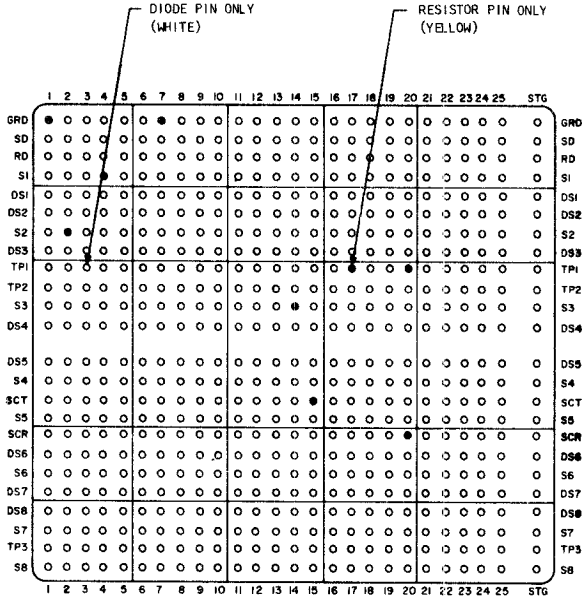 DIODE PIN ONLY
(WHITE)
RESISTOR PIN ONLY
(YELLOW)
1 2 3 4 5 6 7 8 9 10 11 12 13 14 15 16 17 18 19 20 21 22 23 24 25 STG
GRD GRD
SD SD
RD RD
S1 S1
DS1 DS1
DS2 DS2
S2 S2
DS3 DS3
TP1 TP1
TP2 TP2
S3 S3
DS4 DS4
DS5 DS5
S4 S4
SCT SCT
S5 S5
SCR SCR
DS6 DS6
S6 S6
DS7 DS7
DS8 DS8
S7 S7
TP3 TP3
S8 S8
1 2 3 4 5 6 7 8 9 10 11 12 13 14 15 16 17 18 19 20 21 22 23 24 25 STG